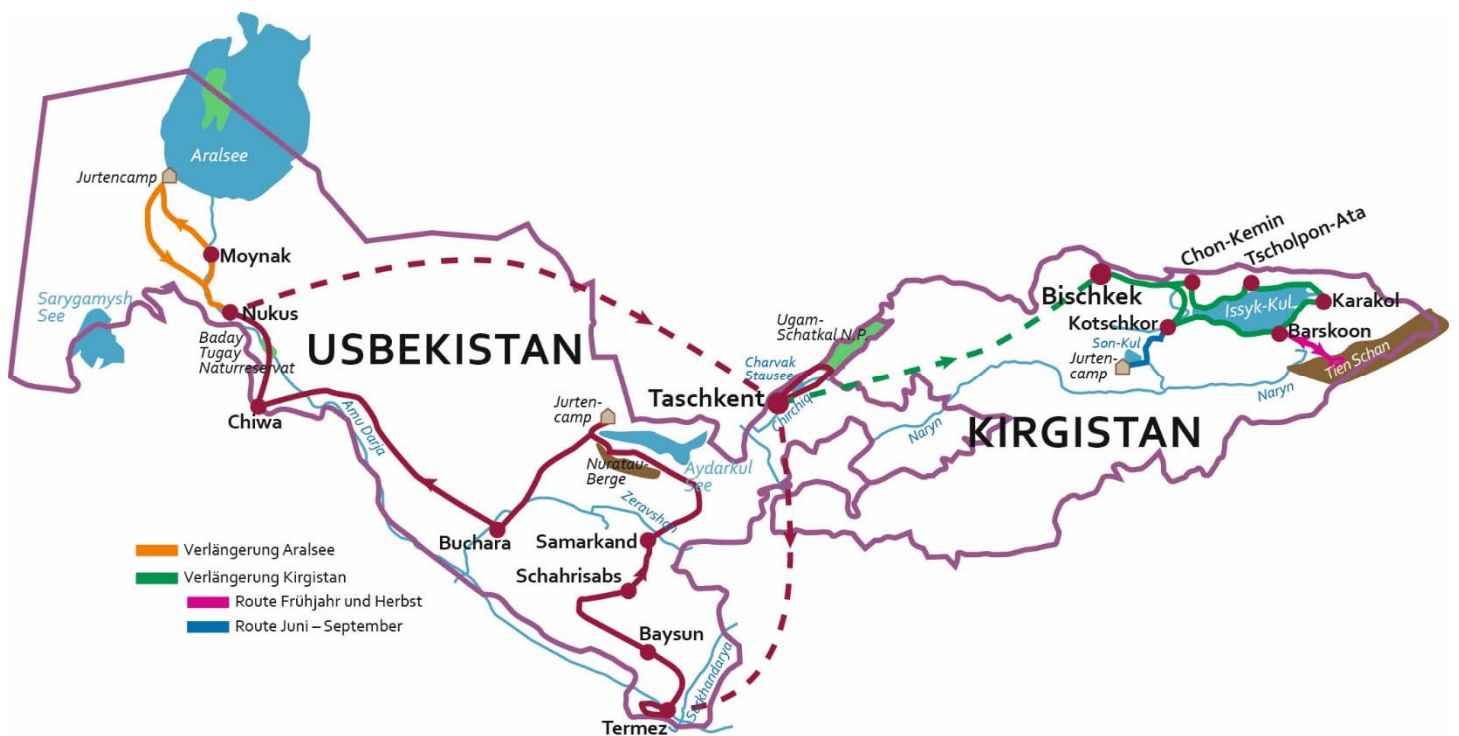 Aralsee
Jurtencamp
Moynak
Sarygamysh
See
Nukus
Baday
Tugay
Naturreservat
USBEKISTAN
Chiwa
Amu Darja
Jurten-
camp
Nuratau-
Berge
Aydarkul
See
Zeravshan
Buchara
Samarkand
Schahrisabs
Baysun
Termez
Surkhandarya
Taschkent
Ugam-
Schatkal N.P.
Charvak
Stausee
Chirchiq
Chon-Kemin
Tscholpon-Ata
Bischkek
Kotschkor
Issyk-Kul
Karakol
Barskoon
Son-Kul
Jurten-
camp
Tien Schan
Naryn
Naryn
KIRGISTAN
Verlängerung Aralsee
Verlängerung Kirgistan
Route Frühjahr und Herbst
Route Juni – September